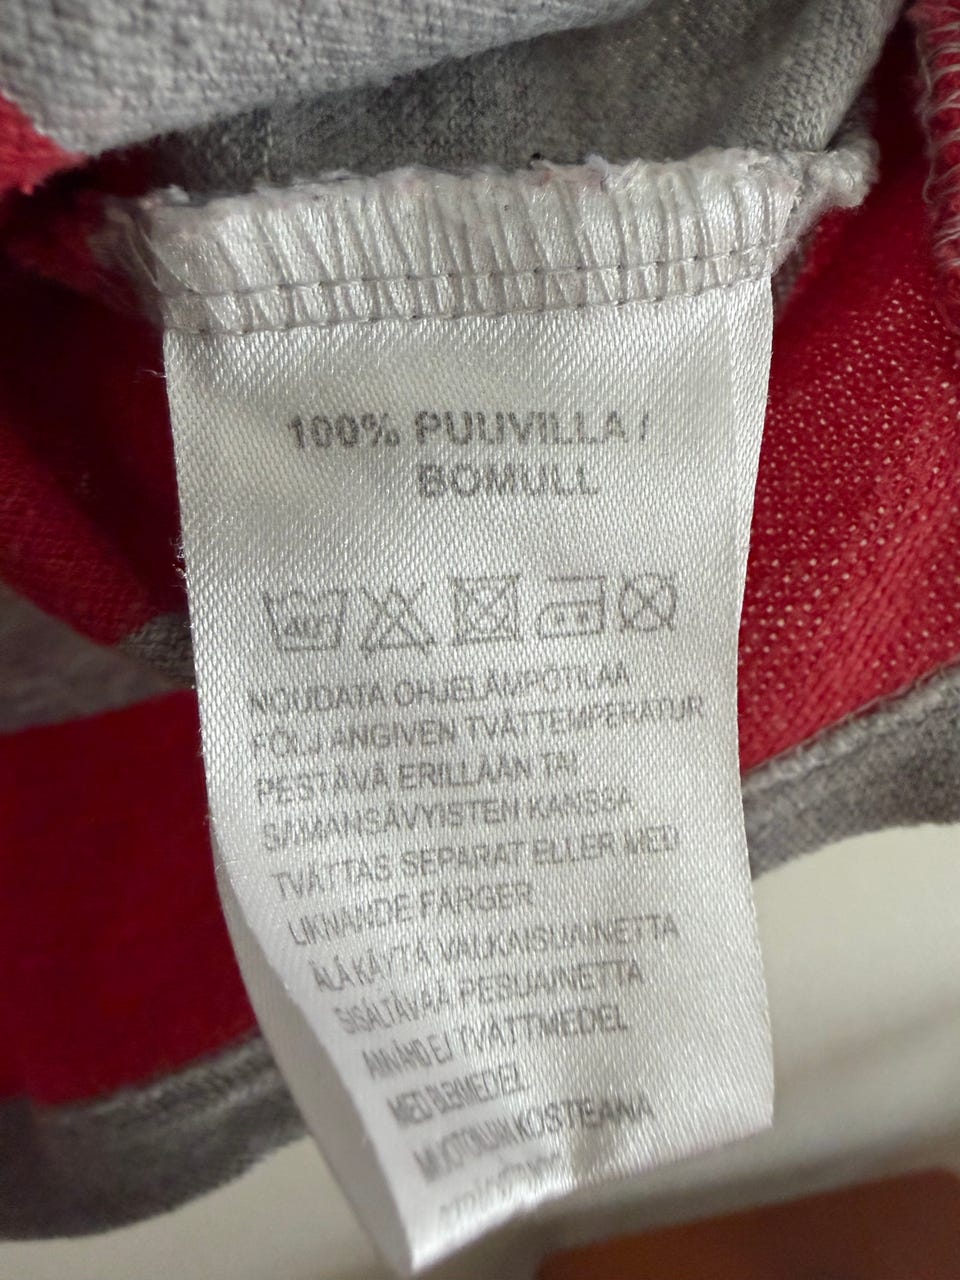 100% PUUVILLA /
BOMULL
40°
NOUDATA OHJELÄMPÖTILAA
FÖLJ ANGIVEN TVÄTTEMPERATUR
PESTÄVÄ ERILLÄÄN TAI
SAMANSÄVYISTEN KANSSA
TVÄTTAS SEPARAT ELLER MED
LIKNANDE FÄRGER
ÄLÄ KÄYTÄ VALKAISUAINETTA
SISÄLTÄVÄÄ PESUAINETTA
ANVÄND EJ TVÄTTMEDEL
MED BLEKMEDEL
MUOTOILLAAN KOSTEANA